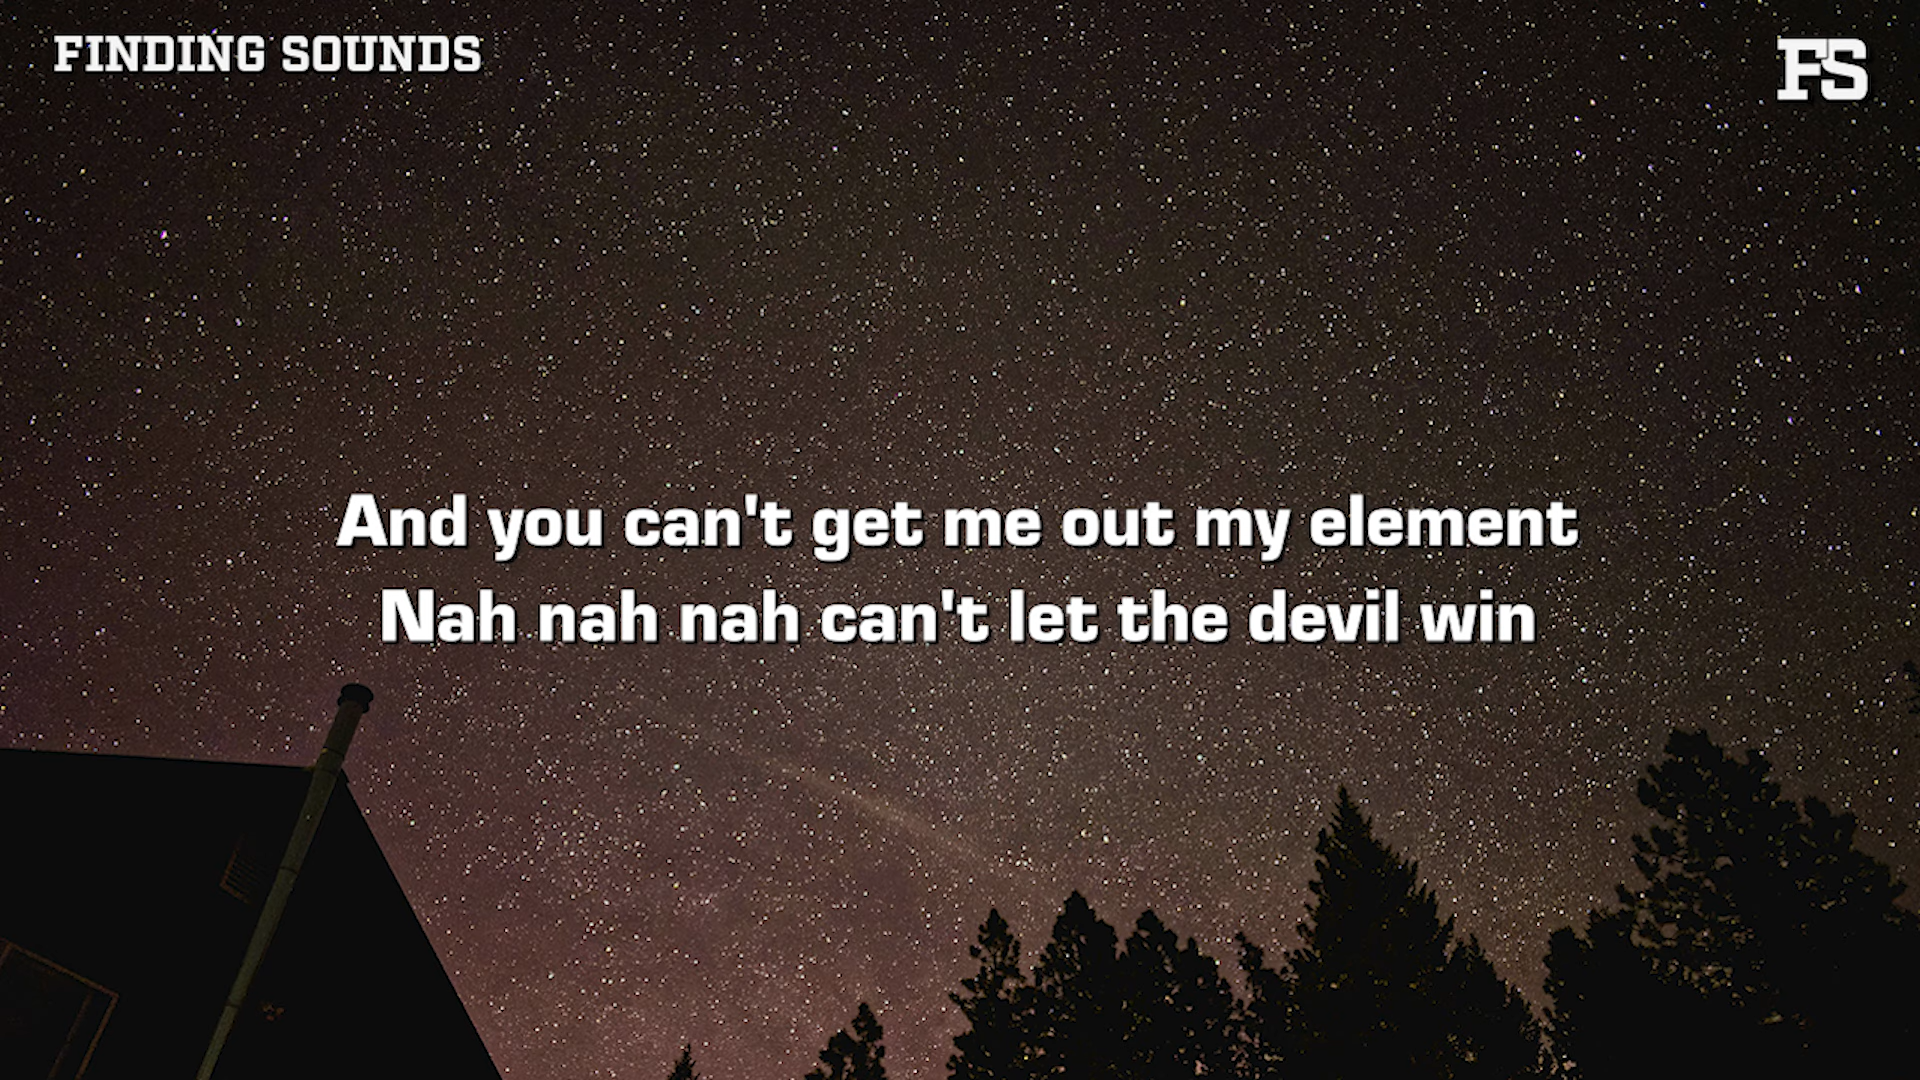 FINDING SOUNDS
FS
And you can't get me out my element
Nah nah nah can't let the devil win